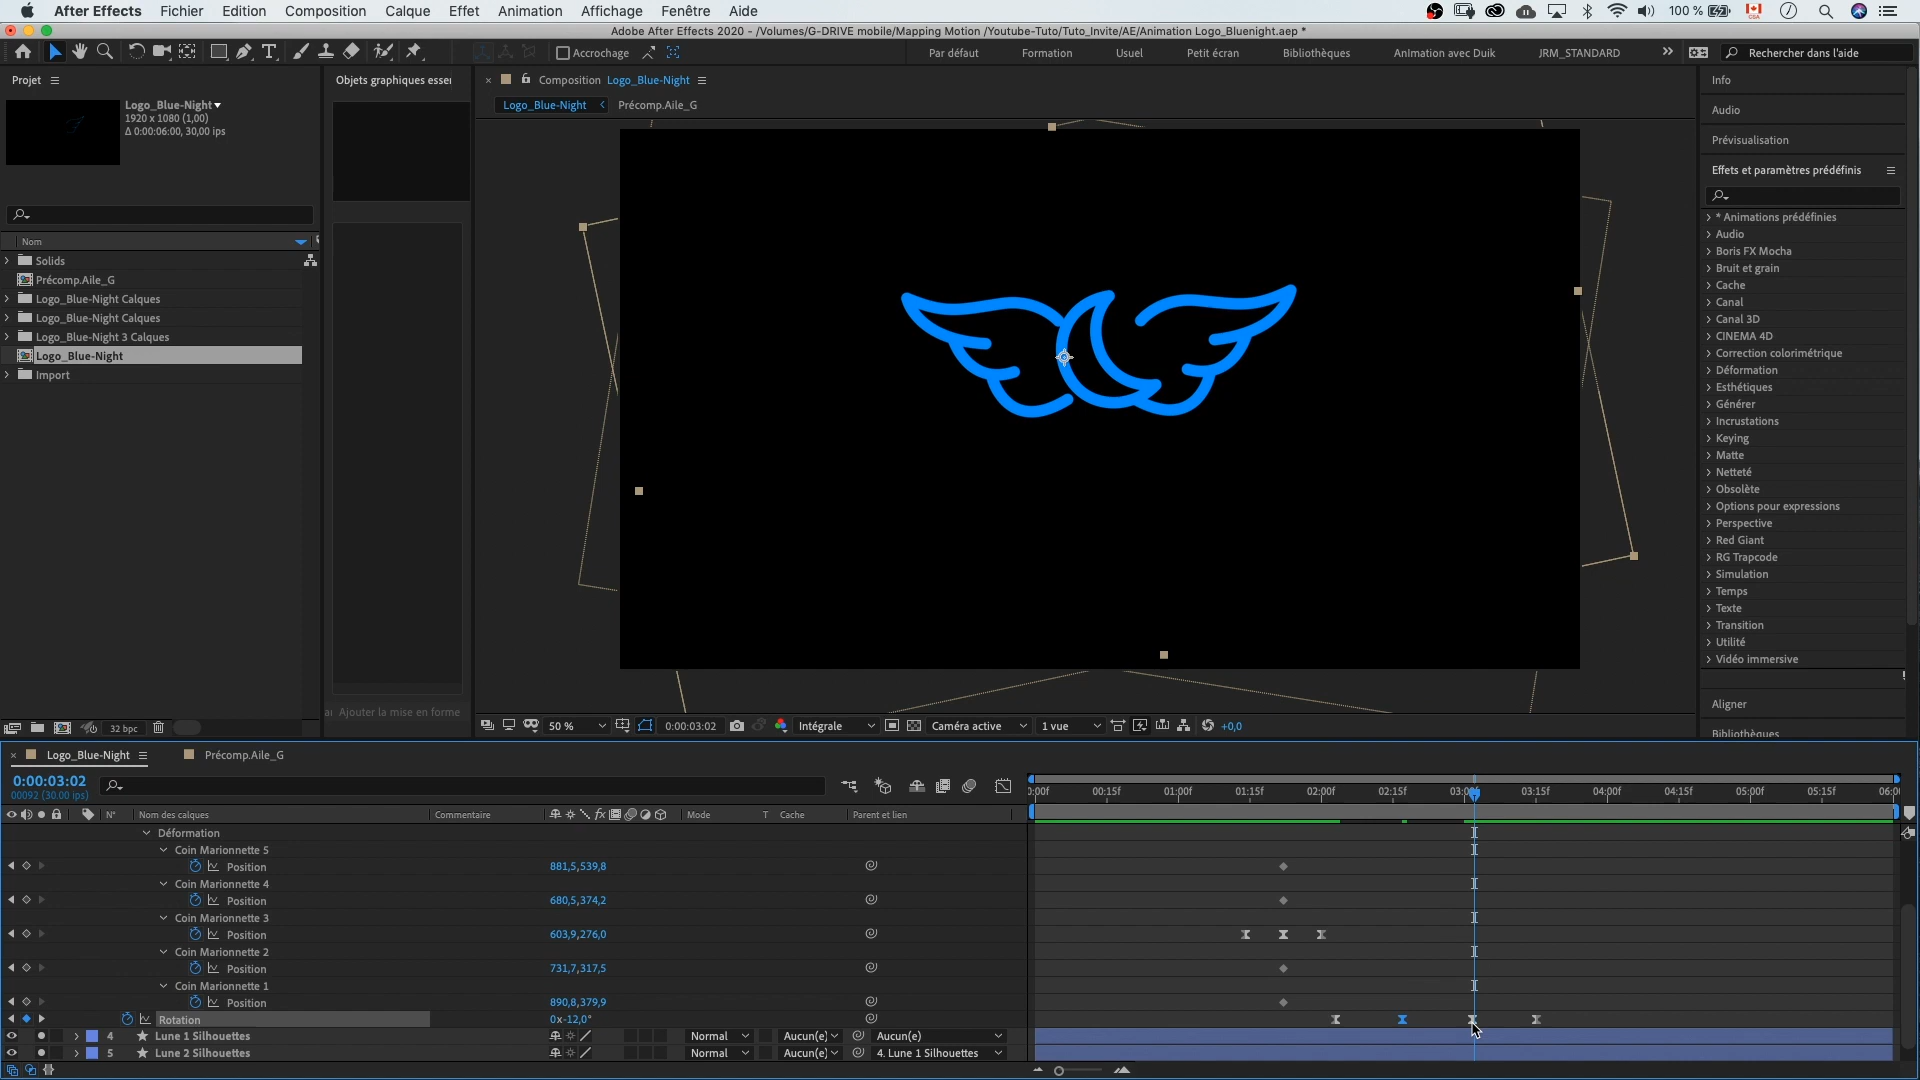 After Effects Fichier Edition Composition Calque Effet Animation Affichage Fenêtre Aide 100 %
Adobe After Effects 2020 - /Volumes/G-DRIVE mobile/Mapping Motion /Youtube-Tuto/Tuto_Invite/AE/Animation Logo_Bluenight.aep *
Accrochage Par défaut Formation Usuel Petit écran Bibliothèques Animation avec Duik JRM_STANDARD Rechercher dans l'aide
Projet Objets graphiques esser Composition Logo_Blue-Night Info
Logo_Blue-Night
1920 x 1080 (1,00)
Δ 0:00:06:00, 30,00 ips
Logo_Blue-Night Précomp.Aile_G
Audio
Prévisualisation
Effets et paramètres prédéfinis
Nom
Solids
Précomp.Aile_G
Logo_Blue-Night Calques
Logo_Blue-Night Calques
Logo_Blue-Night 3 Calques
Logo_Blue-Night
Import
* Animations prédéfinies
Audio
Boris FX Mocha
Bruit et grain
Cache
Canal
Canal 3D
CINEMA 4D
Correction colorimétrique
Déformation
Esthétiques
Générer
Incrustations
Keying
Matte
Netteté
Obsolète
Options pour expressions
Perspective
Red Giant
RG Trapcode
Simulation
Temps
Texte
Transition
Utilité
Vidéo immersive
Aligner
Bibliothèques
Ajouter la mise en forme
32 bpc
50 % 0:00:03:02 Intégrale Caméra active 1 vue +0,0
Logo_Blue-Night Précomp.Aile_G
0:00:03:02
00092 (30.00 ips)
0:00f 00:15f 01:00f 01:15f 02:00f 02:15f 03:0 03:15f 04:00f 04:15f 05:00f 05:15f 06:00
N° Nom des calques Commentaire fx Mode T Cache Parent et lien
Déformation
Coin Marionnette 5
Position 881,5,539,8
Coin Marionnette 4
Position 680,5,374,2
Coin Marionnette 3
Position 603,9,276,0
Coin Marionnette 2
Position 731,7,317,5
Coin Marionnette 1
Position 890,8,379,9
Rotation 0x-12,0°
4 Lune 1 Silhouettes Normal Aucun(e) Aucun(e)
5 Lune 2 Silhouettes Normal Aucun(e) 4. Lune 1 Silhouettes